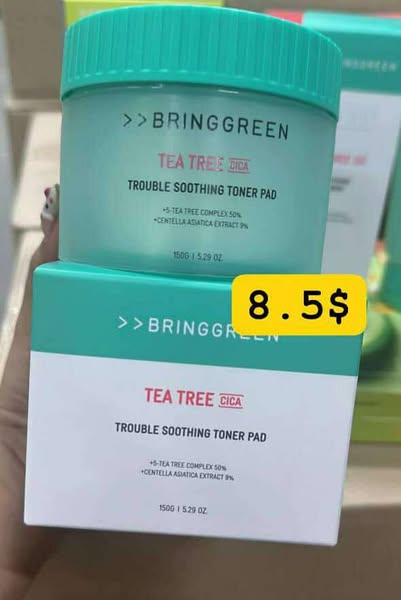 >>BRINGGREEN
TEA TREE CICA
TROUBLE SOOTHING TONER PAD
+5-TEA TREE COMPLEX 50%
+CENTELLA ASIATICA EXTRACT 9%
150G | 5.29 OZ.
8.5$
>>BRINGGREEN
TEA TREE CICA
TROUBLE SOOTHING TONER PAD
+5-TEA TREE COMPLEX 50%
+CENTELLA ASIATICA EXTRACT 9%
150G | 5.29 OZ.